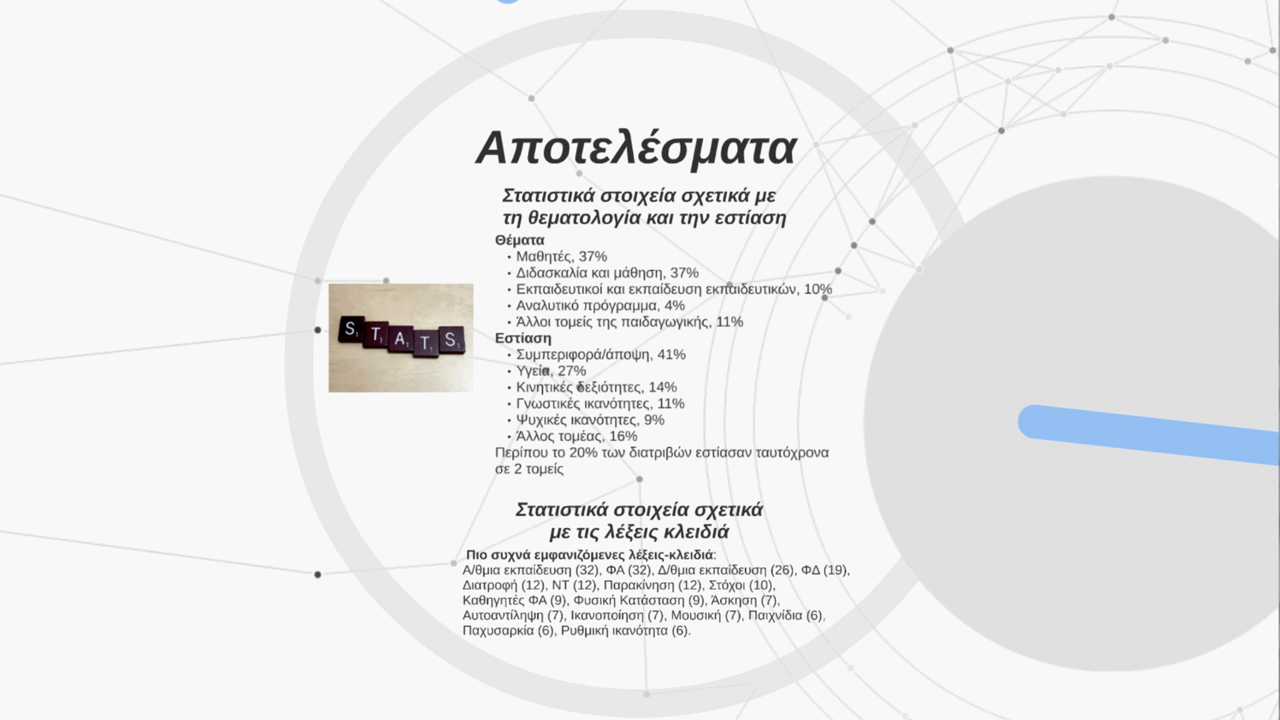 Αποτελέσματα
Στατιστικά στοιχεία σχετικά με
τη θεματολογία και την εστίαση
Θέματα
• Μαθητές, 37%
• Διδασκαλία και μάθηση, 37%
• Εκπαιδευτικοί και εκπαίδευση εκπαιδευτικών, 10%
• Αναλυτικό πρόγραμμα, 4%
• Άλλοι τομείς της παιδαγωγικής, 11%
Εστίαση
• Συμπεριφορά/άποψη, 41%
• Υγεία, 27%
• Κινητικές δεξιότητες, 14%
• Γνωστικές ικανότητες, 11%
• Ψυχικές ικανότητες, 9%
• Άλλος τομέας, 16%
Περίπου το 20% των διατριβών εστίασαν ταυτόχρονα
σε 2 τομείς
STATS
Στατιστικά στοιχεία σχετικά
με τις λέξεις κλειδιά
Πιο συχνά εμφανιζόμενες λέξεις-κλειδιά:
Α/θμια εκπαίδευση (32), ΦΑ (32), Δ/θμια εκπαίδευση (26), ΦΔ (19),
Διατροφή (12), ΝΤ (12), Παρακίνηση (12), Στόχοι (10),
Καθηγητές ΦΑ (9), Φυσική Κατάσταση (9), Άσκηση (7),
Αυτοαντίληψη (7), Ικανοποίηση (7), Μουσική (7), Παιχνίδια (6),
Παχυσαρκία (6), Ρυθμική ικανότητα (6).